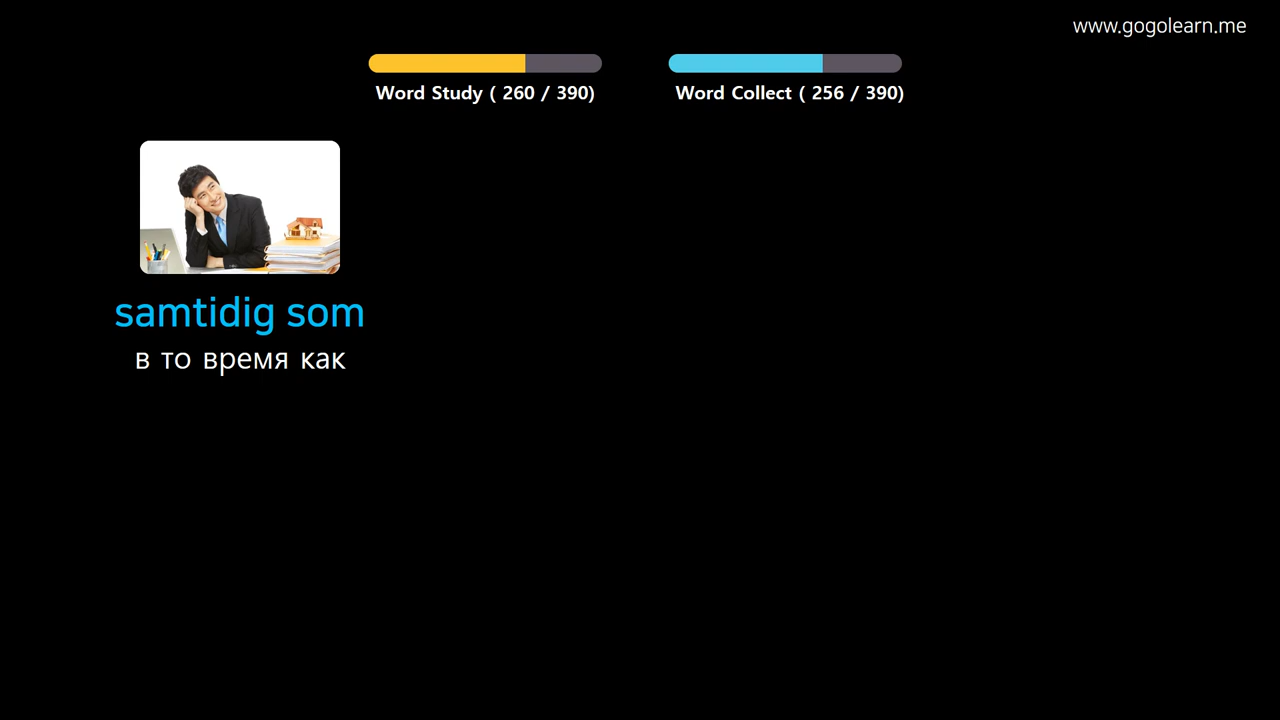 www.gogolearn.me
Word Study ( 260 / 390)
Word Collect ( 256 / 390)
samtidig som
в то время как